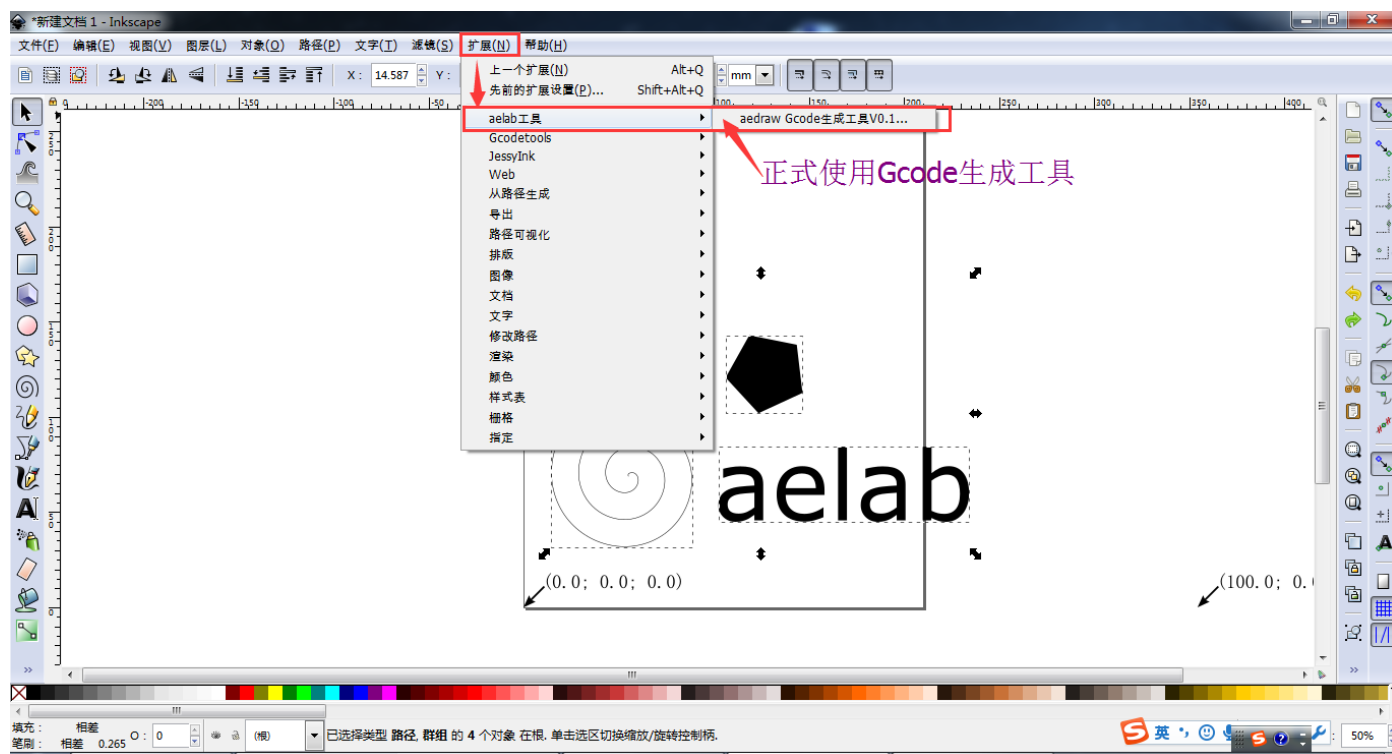 *新建文档 1 - Inkscape
文件(F) 编辑(E) 视图(V) 图层(L) 对象(O) 路径(P) 文字(T) 滤镜(S) 扩展(N) 帮助(H)
X: 14.587 Y: mm
上一个扩展(N) Alt+Q
先前的扩展设置(P)... Shift+Alt+Q
aelab工具
aedraw Gcode生成工具V0.1...
Gcodetools
JessyInk
Web
从路径生成
导出
路径可视化
排版
图像
文档
文字
修改路径
渲染
颜色
样式表
栅格
指定
正式使用Gcode生成工具
aelab
(0.0; 0.0; 0.0)
(100.0; 0.
填充: 相差
笔刷: 相差 0.265
O: 0
(根)
已选择类型 路径, 群组 的 4 个对象 在根. 单击选区切换缩放/旋转控制柄.
英
50%